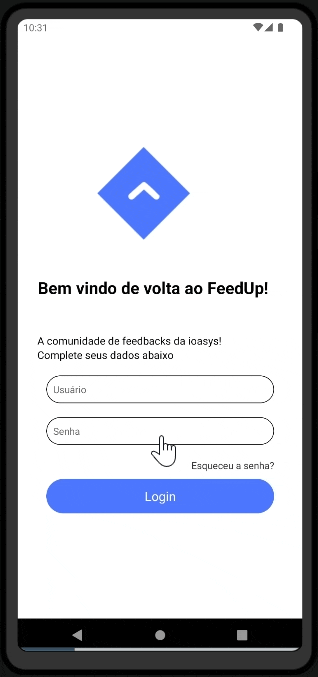 10:31
Bem vindo de volta ao FeedUp!
A comunidade de feedbacks da ioasys!
Complete seus dados abaixo
Usuário
Senha
Esqueceu a senha?
Login